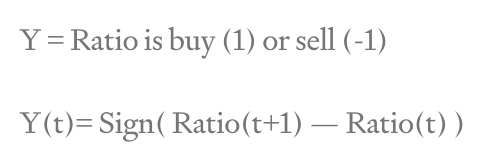 Y = Ratio is buy (1) or sell (-1)
Y(t)= Sign( Ratio(t+1) — Ratio(t) )